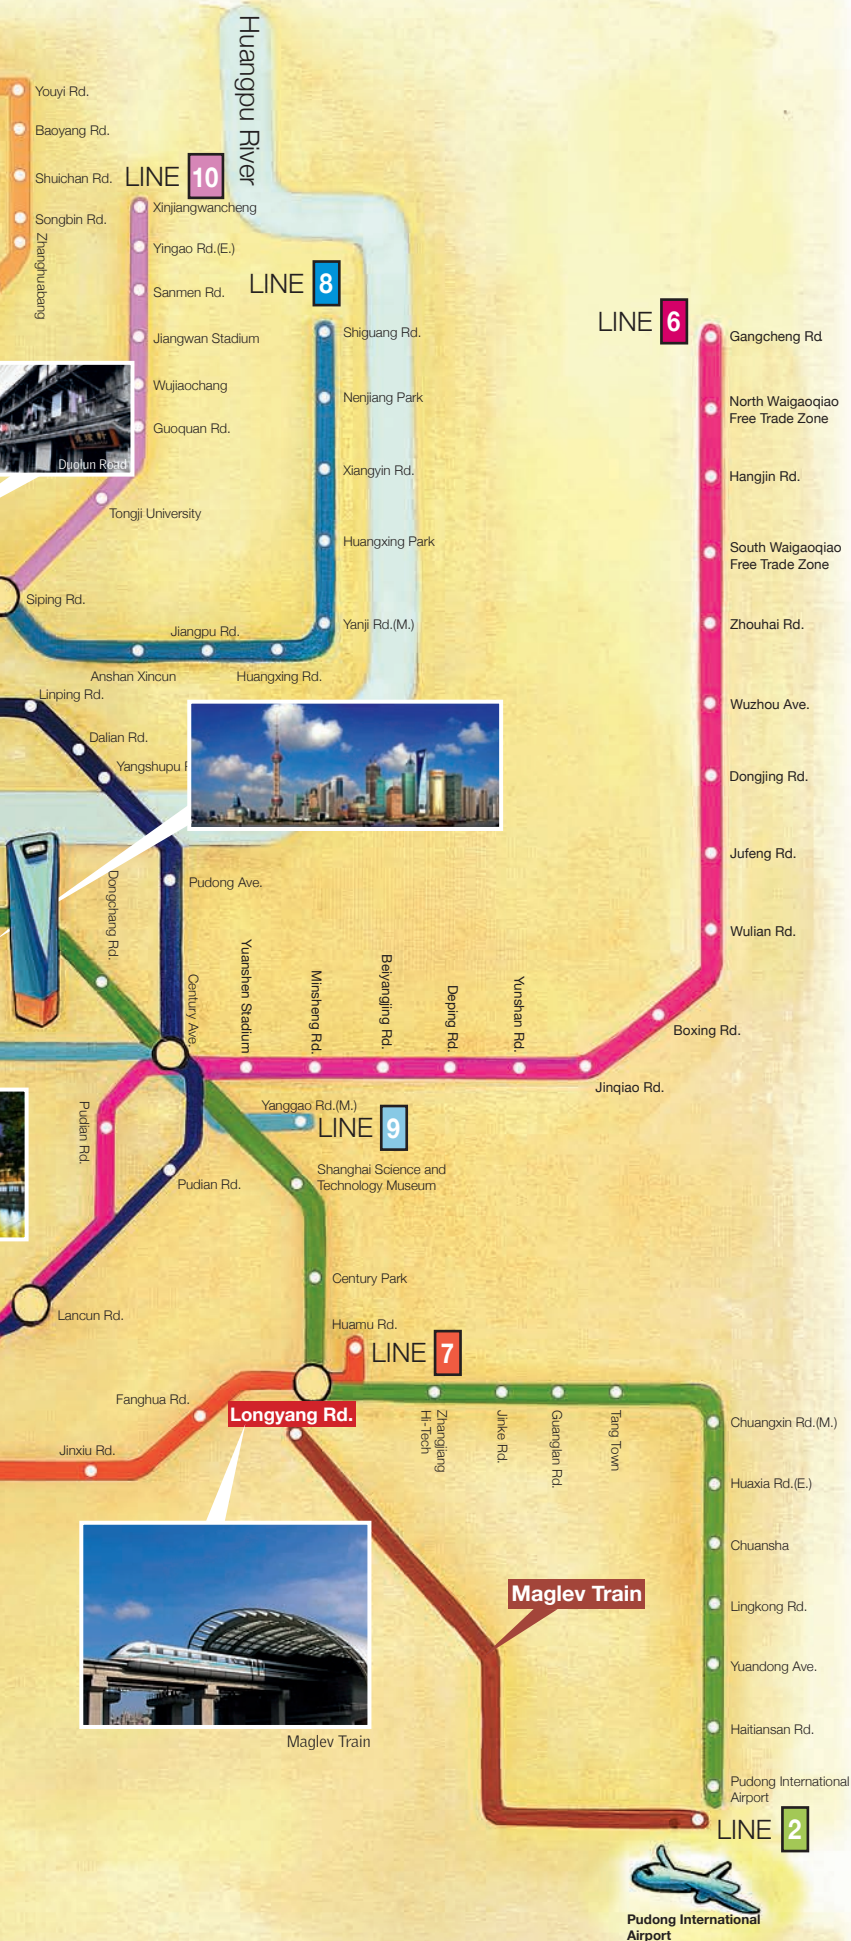 Huangpu River
Youyi Rd.
Baoyang Rd.
Shuichan Rd.
Songbin Rd.
Zhanghuabang
LINE 10
Xinjiangwancheng
Yingao Rd.(E.)
Sanmen Rd.
Jiangwan Stadium
Wujiaochang
Guoquan Rd.
Duolun Road
Tongji University
Siping Rd.
LINE 8
Shiguang Rd.
Nenjiang Park
Xiangyin Rd.
Huangxing Park
Yanji Rd.(M.)
Jiangpu Rd.
Anshan Xincun
Huangxing Rd.
LINE 6
Gangcheng Rd.
North Waigaoqiao
Free Trade Zone
Hangjin Rd.
South Waigaoqiao
Free Trade Zone
Zhouhai Rd.
Wuzhou Ave.
Dongjing Rd.
Jufeng Rd.
Wulian Rd.
Boxing Rd.
Jinqiao Rd.
Yunshan Rd.
Deping Rd.
Beiyangjing Rd.
Minsheng Rd.
Yuanshen Stadium
Century Ave.
Linping Rd.
Dalian Rd.
Yangshupu
Pudong Ave.
Dongchang Rd.
Yanggao Rd.(M.)
LINE 9
Pudian Rd.
Pudian Rd.
Shanghai Science and
Technology Museum
Century Park
Lancun Rd.
Huamu Rd.
LINE 7
Fanghua Rd.
Longyang Rd.
Jinxiu Rd.
Zhangjiang
Hi-Tech
Jinke Rd.
Guanglan Rd.
Tang Town
Chuangxin Rd.(M.)
Huaxia Rd.(E.)
Chuansha
Lingkong Rd.
Yuandong Ave.
Haitiansan Rd.
Pudong International
Airport
Maglev Train
Maglev Train
LINE 2
Pudong International
Airport